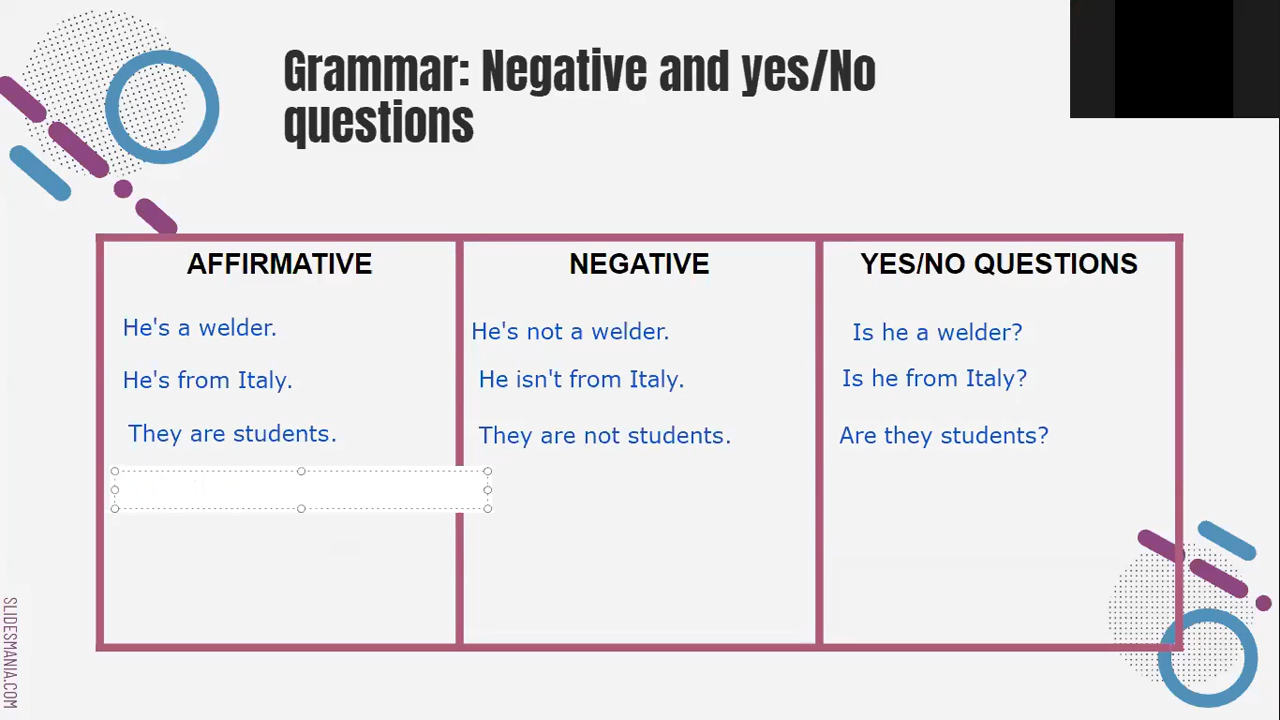 Grammar: Negative and yes/No
questions
AFFIRMATIVE
NEGATIVE
YES/NO QUESTIONS
He's a welder.
He's not a welder.
Is he a welder?
He's from Italy.
He isn't from Italy.
Is he from Italy?
They are students.
They are not students.
Are they students?
SLIDESMANIA.COM